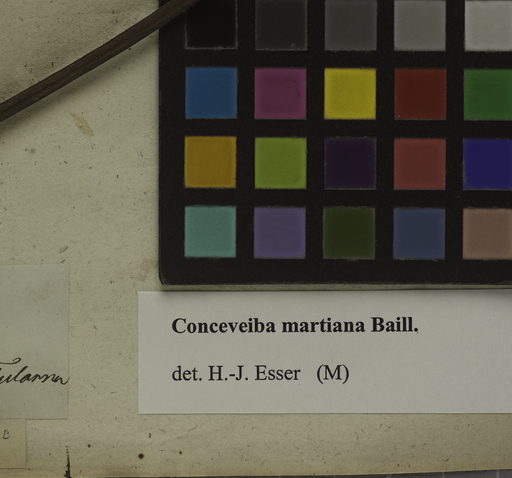 Conceveiba martiana Baill.
det. H.-J. Esser (M)
B